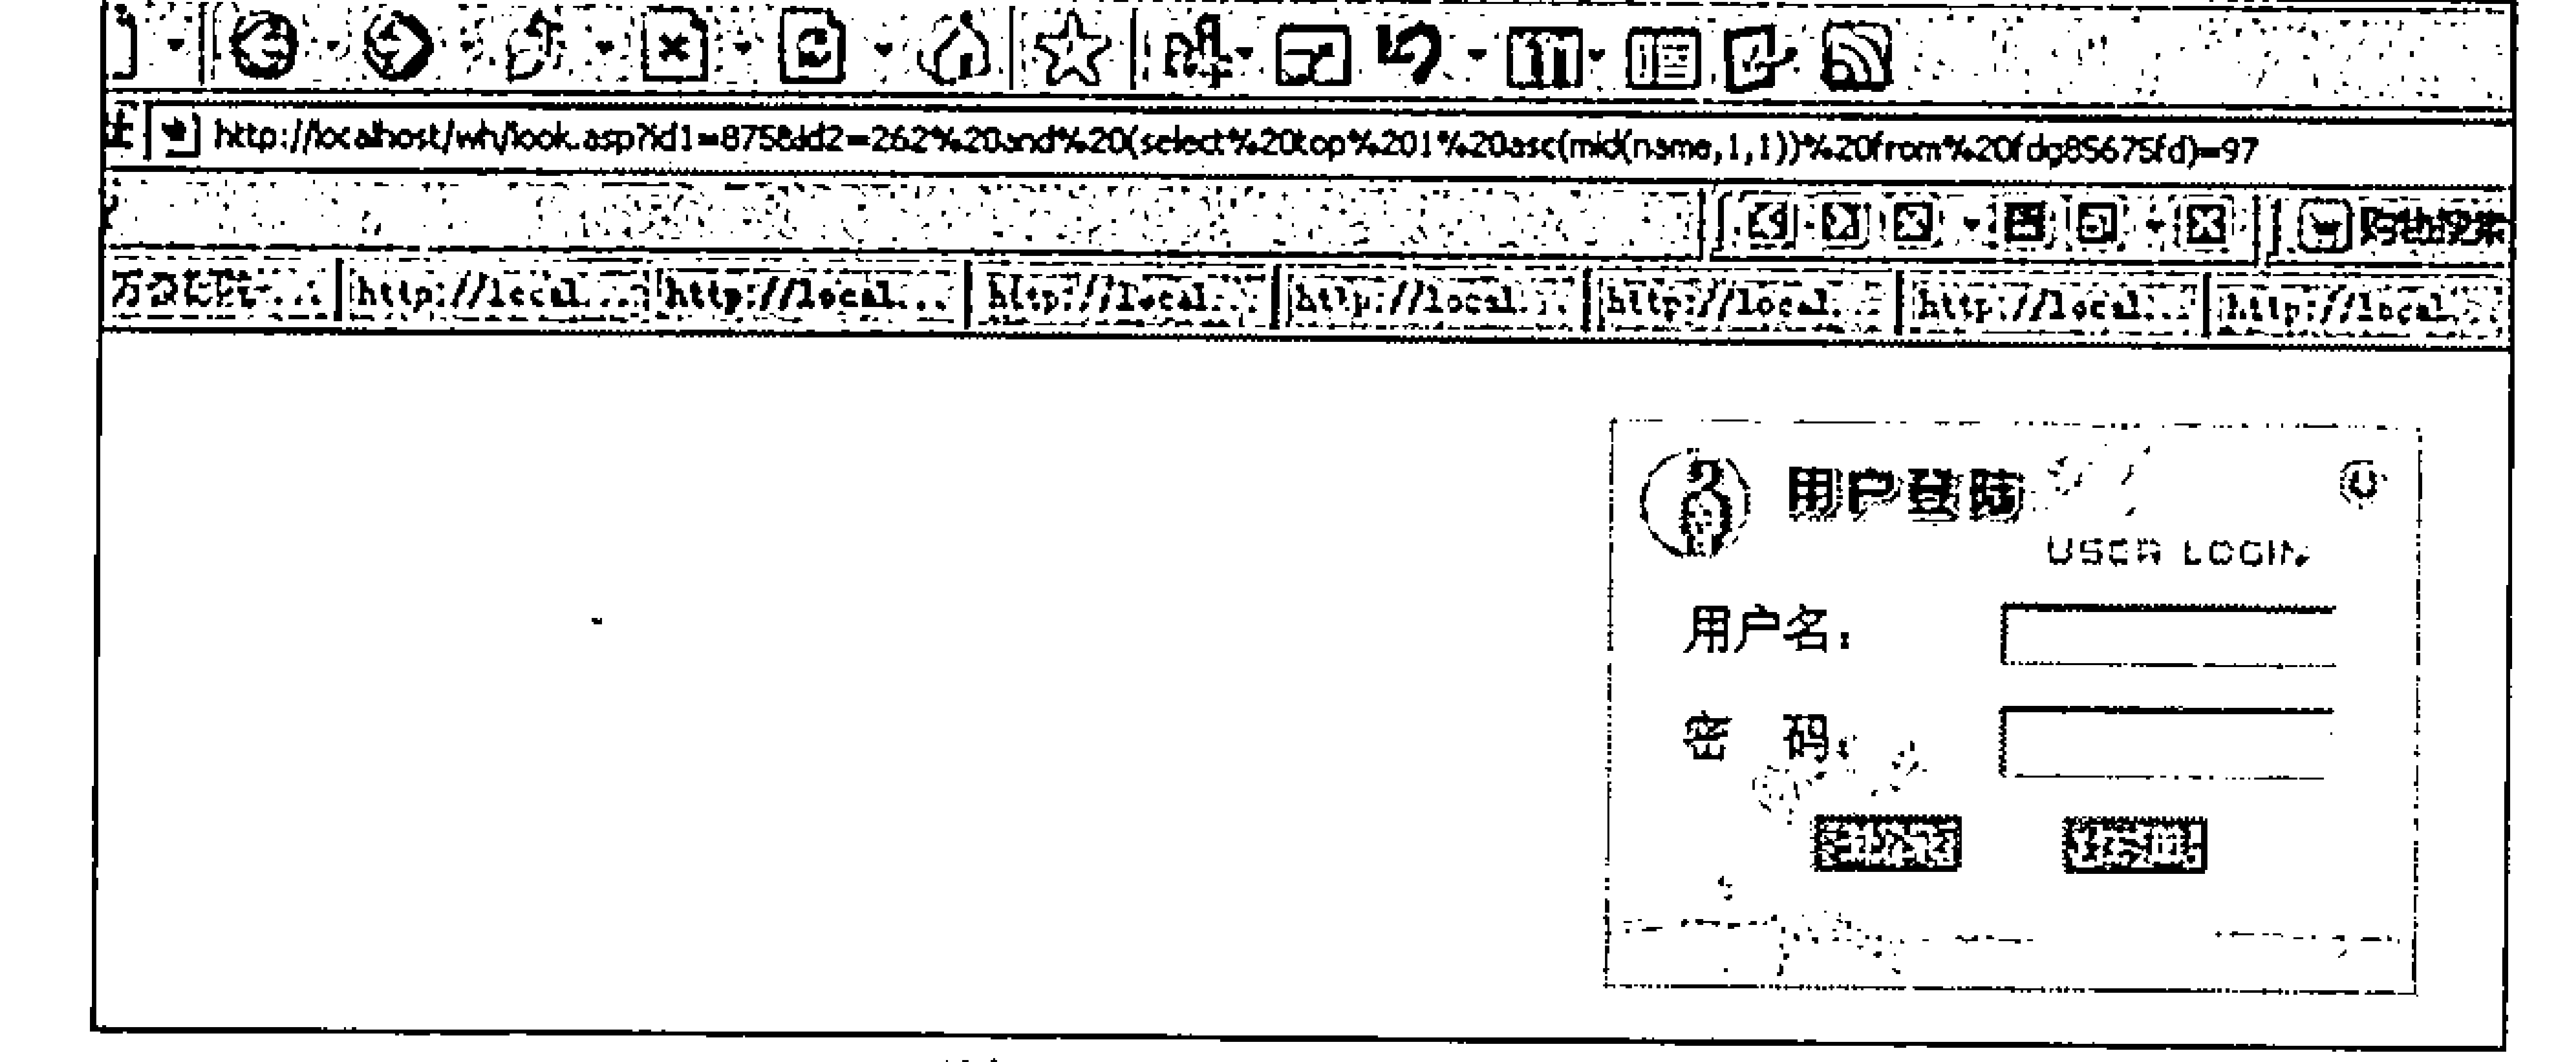 http://localhost/wh/look.asp?id1=875&id2=262%20and%20(select%20top%201%20asc(mid(name,1,1))%20from%20fdg85675fd)=97
http://local... http://local... http://local... http://local... http://local... http://local... http://local...
用户登陆
USER LOGIN
用户名:
密 码: